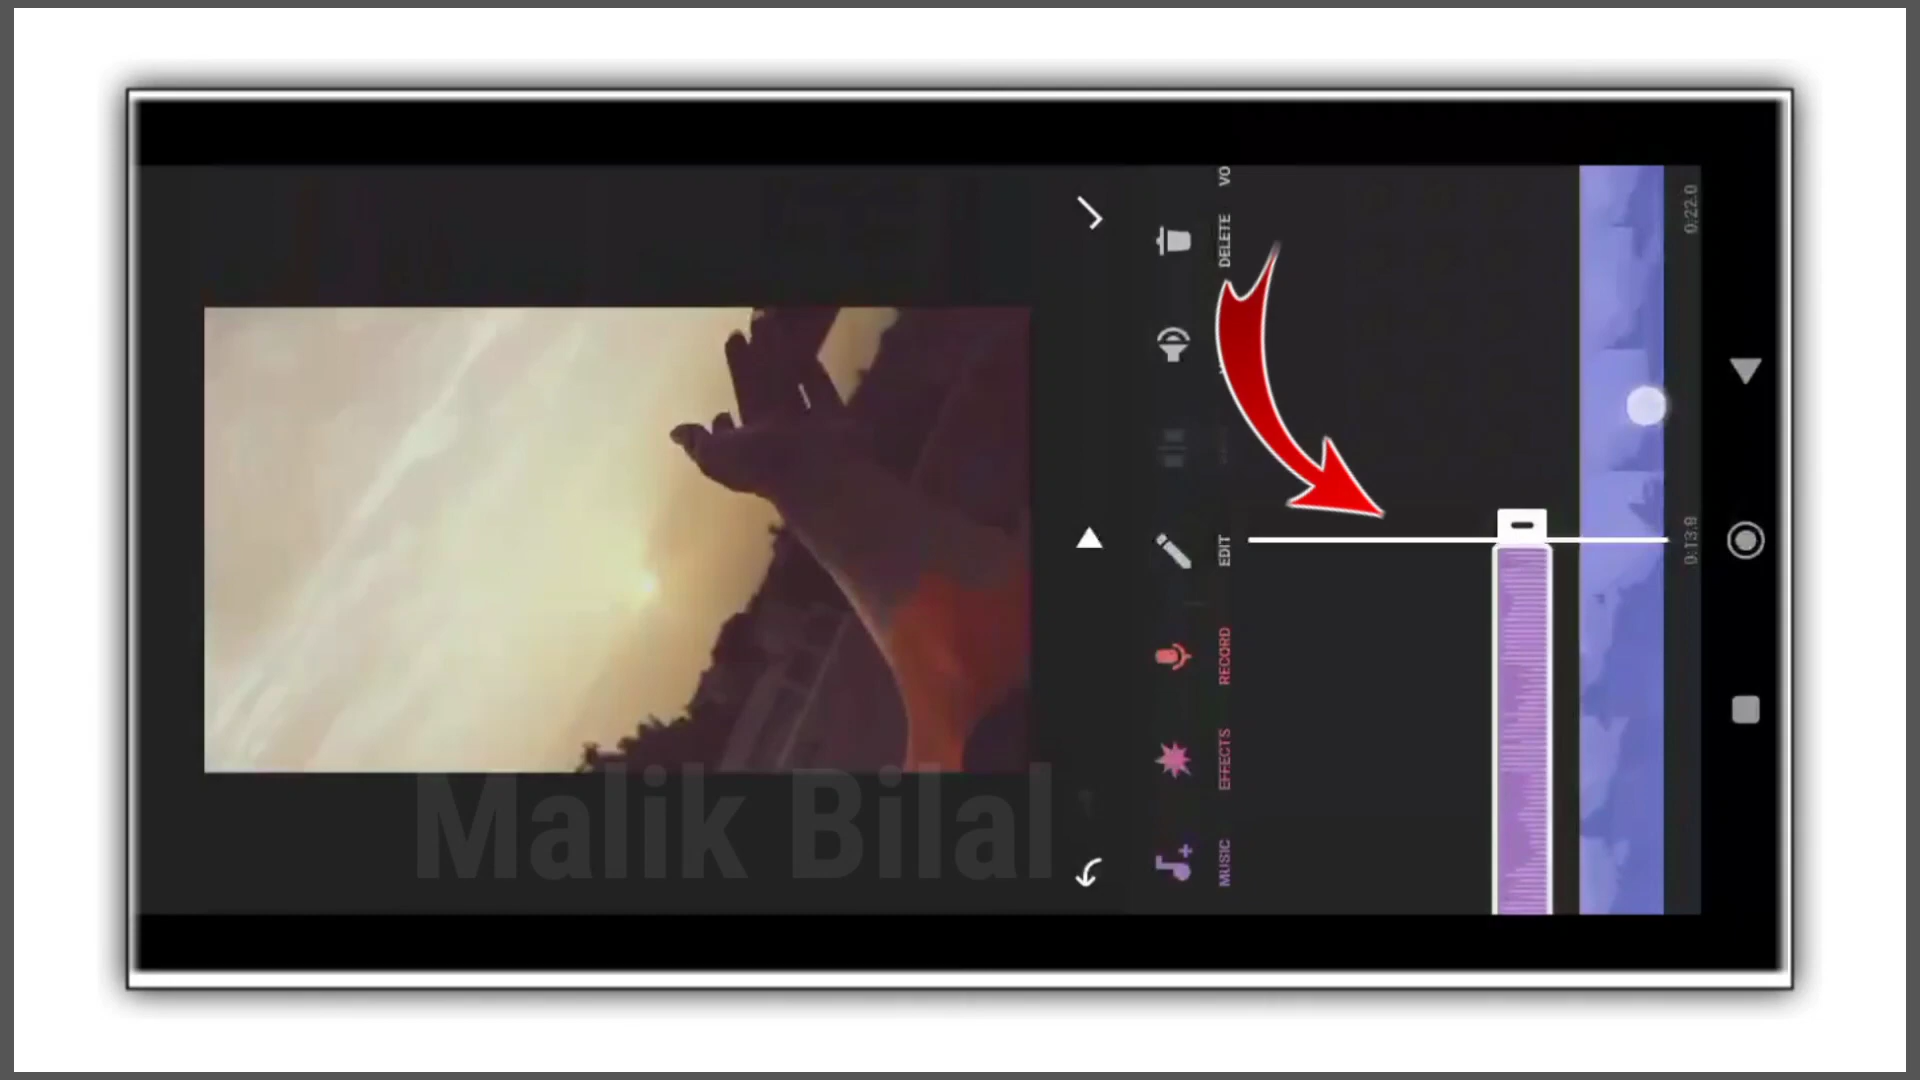 MUSIC
EFFECTS
RECORD
EDIT
DELETE
VO
0:13.9
0:22.0
Malik Bilal